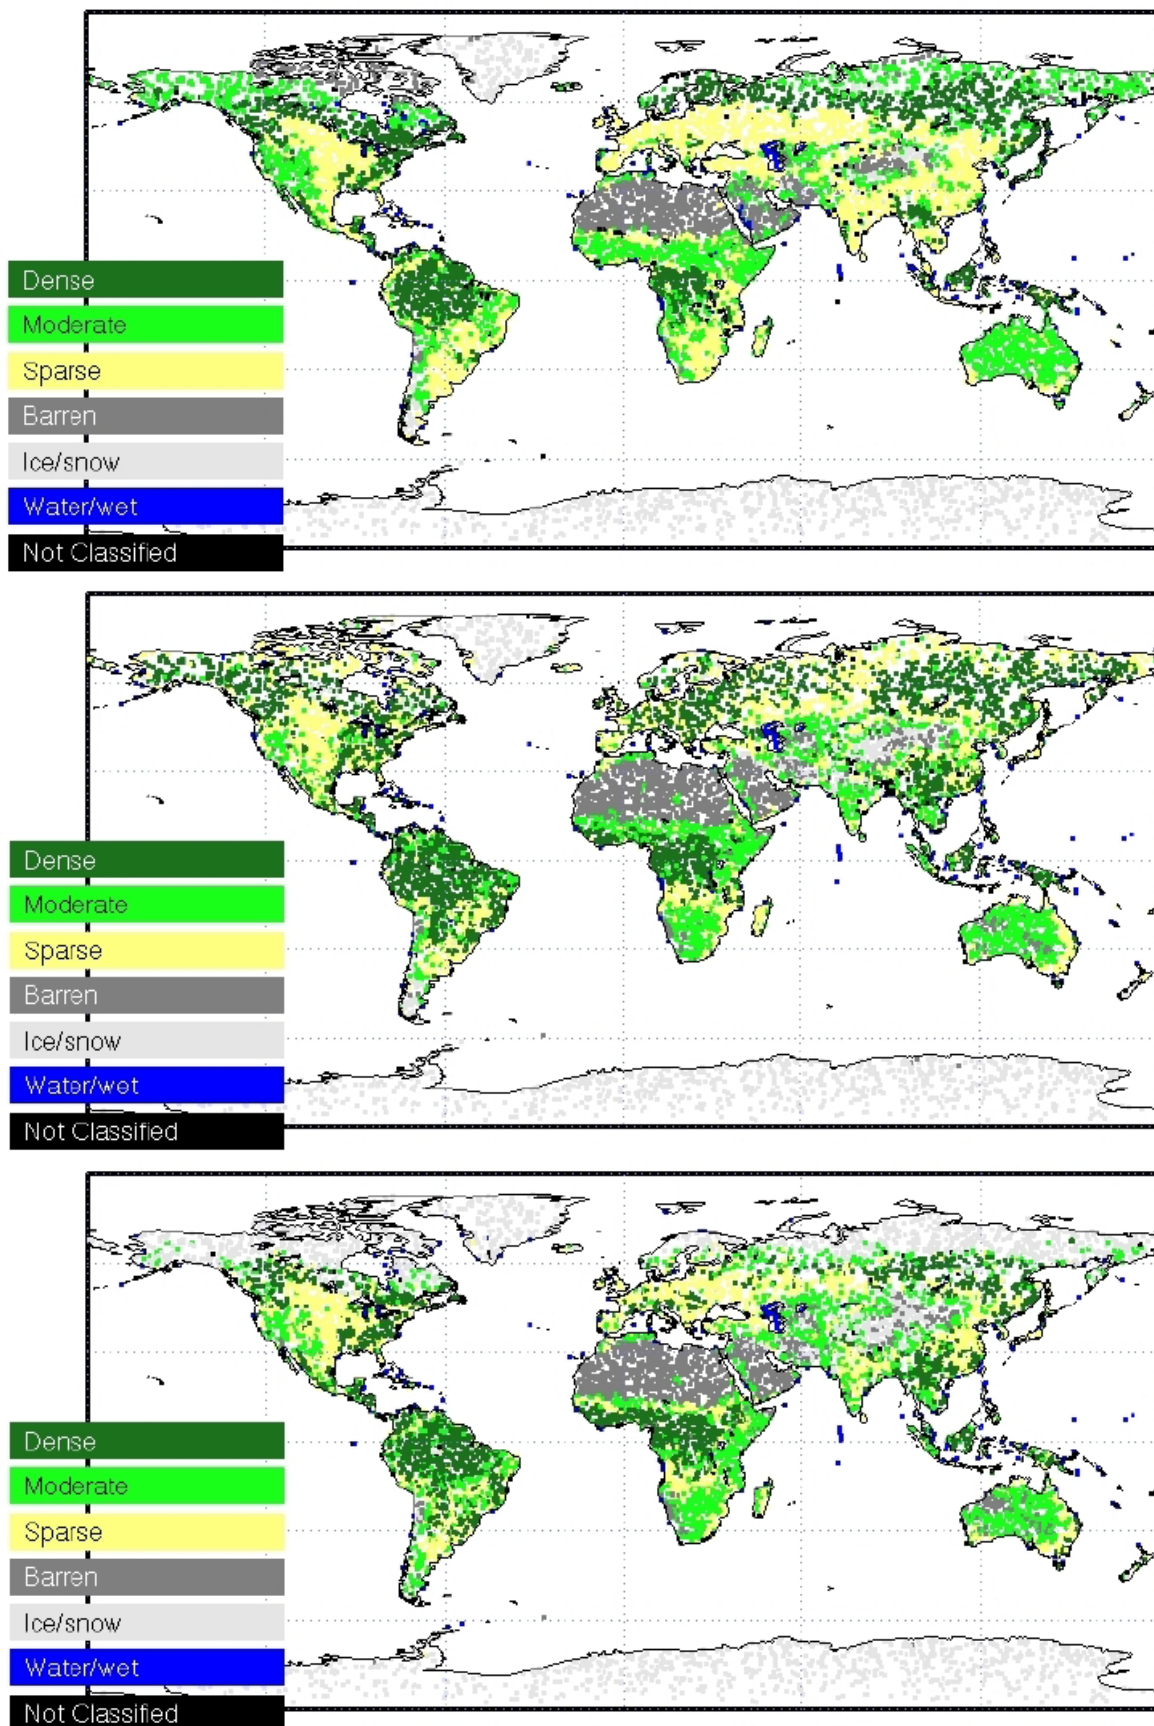 Dense
Moderate
Sparse
Barren
Ice/snow
Water/wet
Not Classified
Dense
Moderate
Sparse
Barren
Ice/snow
Water/wet
Not Classified
Dense
Moderate
Sparse
Barren
Ice/snow
Water/wet
Not Classified